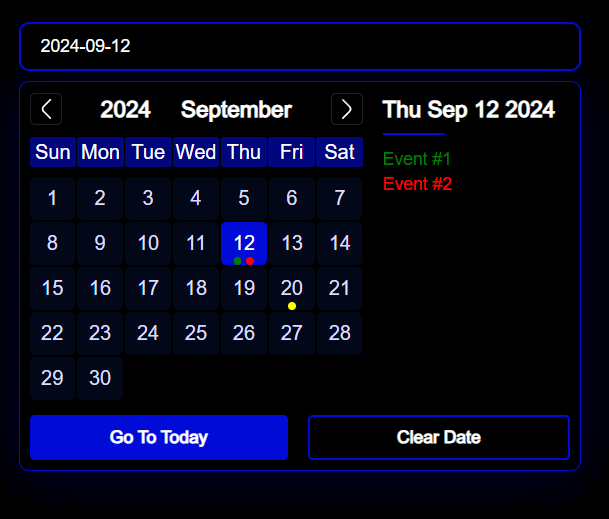 2024-09-12
2024 September
Sun Mon Tue Wed Thu Fri Sat
1 2 3 4 5 6 7
8 9 10 11 12 13 14
15 16 17 18 19 20 21
22 23 24 25 26 27 28
29 30
Thu Sep 12 2024
Event #1
Event #2
Go To Today
Clear Date